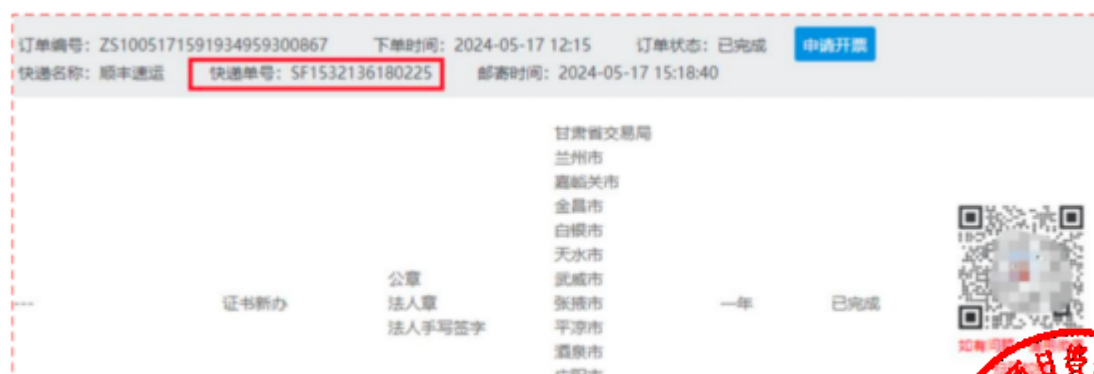 订单编号：ZS1005171591934959300867 下单时间：2024-05-17 12:15 订单状态：已完成 申请开票
快递名称：顺丰速运 快递单号：SF1532136180225 邮寄时间：2024-05-17 15:18:40
甘肃省交易局
兰州市
嘉峪关市
金昌市
白银市
天水市
公章 武威市
--- 证书新办 法人章 张掖市 一年 已完成
法人手写签字 平凉市
酒泉市
如有问